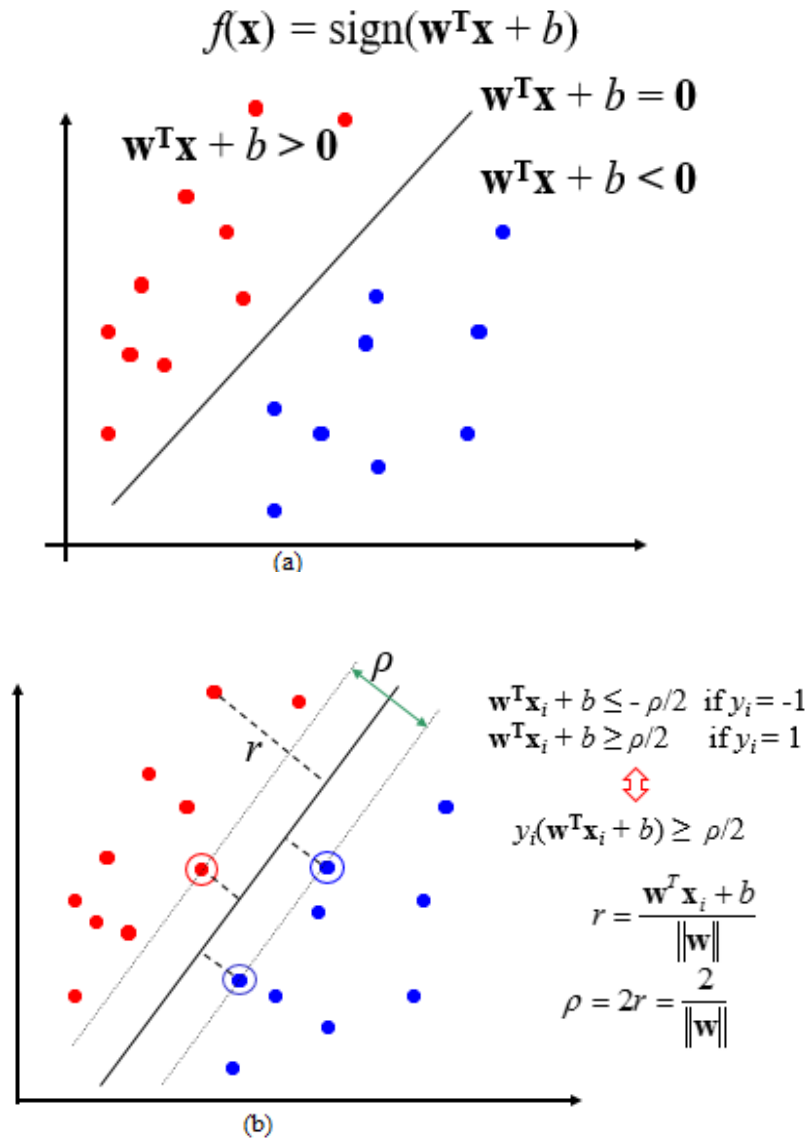 f(x) = sign(wᵀx + b)
wᵀx + b = 0
wᵀx + b > 0
wᵀx + b < 0
(a)
ρ
r
wᵀxᵢ + b ≤ - ρ/2 if yᵢ = -1
wᵀxᵢ + b ≥ ρ/2 if yᵢ = 1
yᵢ(wᵀxᵢ + b) ≥ ρ/2
r = (wᵀxᵢ + b) / ‖w‖
ρ = 2r = 2 / ‖w‖
(b)